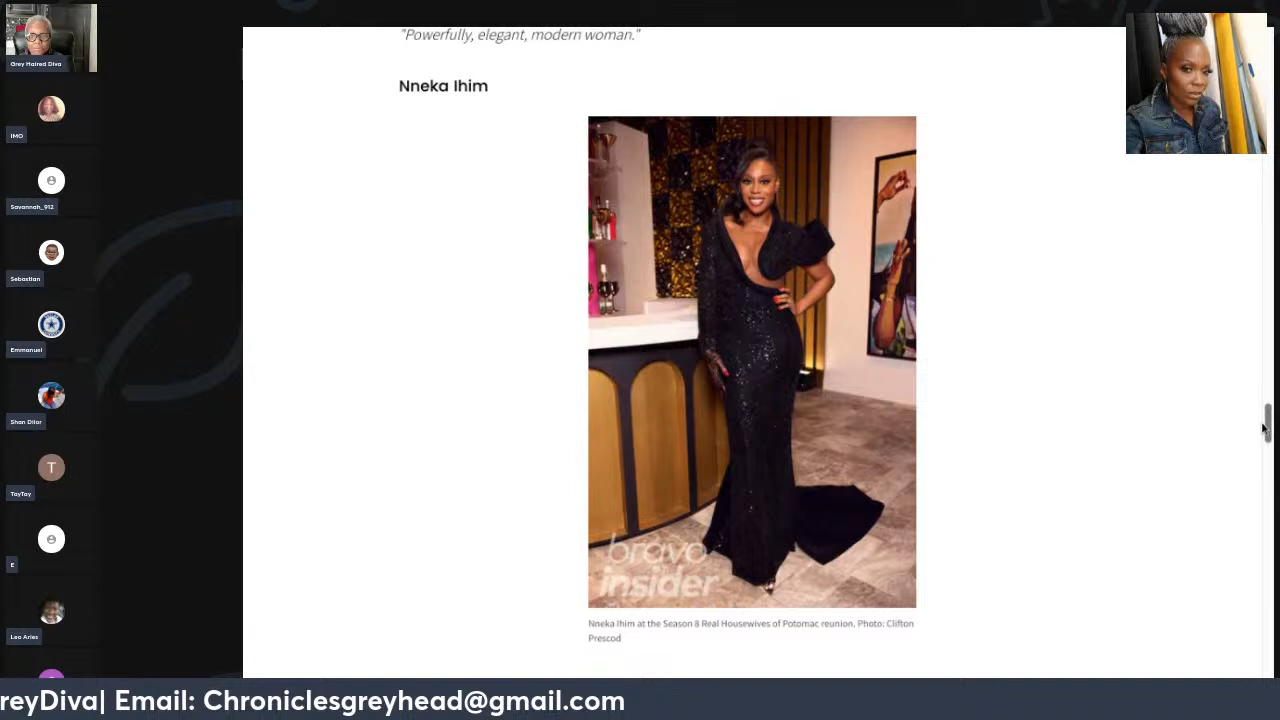 "Powerfully, elegant, modern woman."
Nneka Ihim
bravo
insider
Nneka Ihim at the Season 8 Real Housewives of Potomac reunion. Photo: Clifton
Prescod
Grey Haired Diva
IMO
Savannah_912
Sebastian
Emmanuel
Shan Dilor
T
TayTay
E
Leo Aries
reyDiva| Email: Chroniclesgreyhead@gmail.com